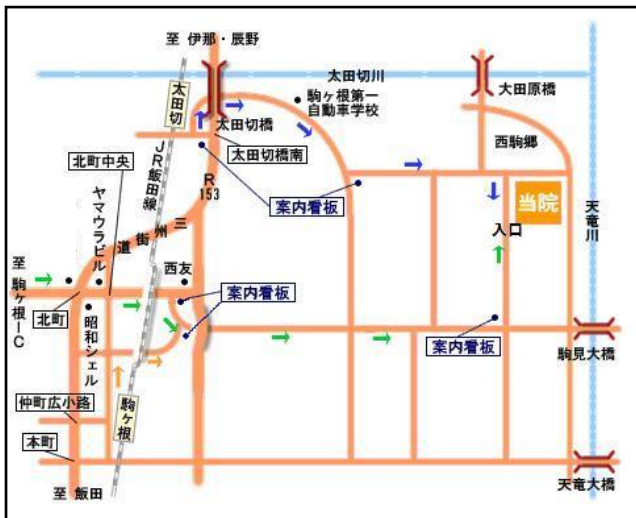 至 伊那・辰野
太田切川
大田原橋
駒ヶ根第一
自動車学校
西駒郷
太田切
太田切橋
太田切橋南
北町中央
JR飯田線
R
153
案内看板
当院
入口
天竜川
ヤマウラビル
三州街道
至 駒ヶ根IC
西友
案内看板
北町
昭和シェル
案内看板
駒見大橋
仲町広小路
駒ヶ根
本町
至 飯田
天竜大橋